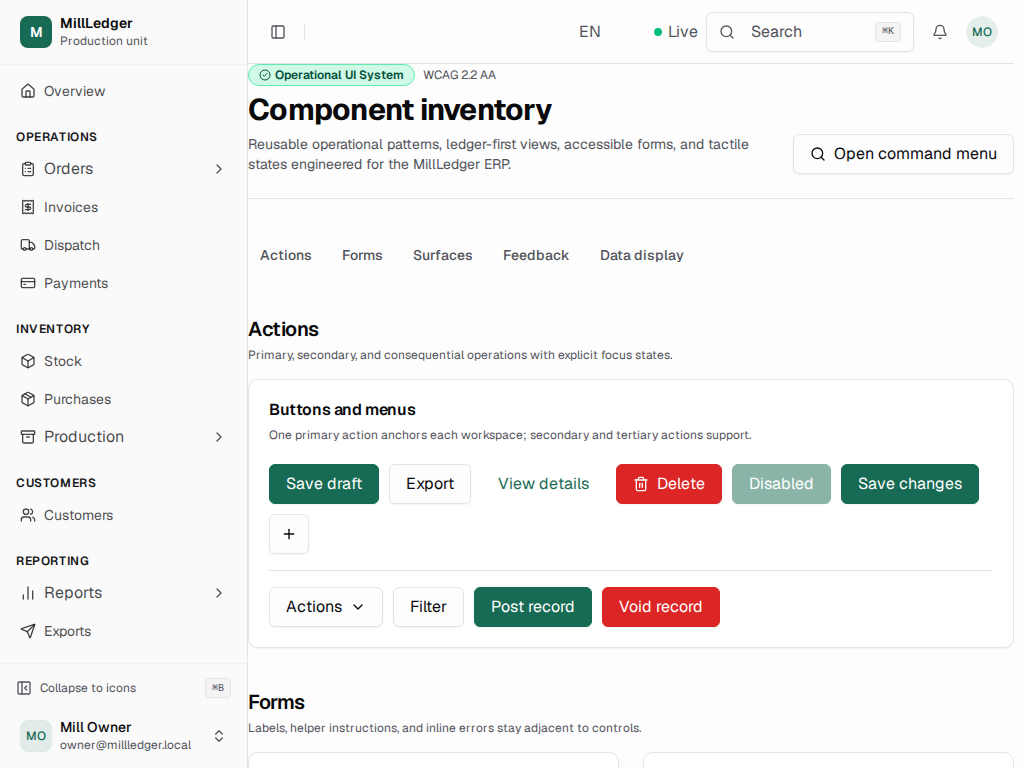 M
MillLedger
Production unit
Overview
OPERATIONS
Orders
Invoices
Dispatch
Payments
INVENTORY
Stock
Purchases
Production
CUSTOMERS
Customers
REPORTING
Reports
Exports
Collapse to icons ⌘B
MO
Mill Owner
owner@millledger.local
EN
Live
Search ⌘K
MO
Operational UI System WCAG 2.2 AA
Component inventory
Reusable operational patterns, ledger-first views, accessible forms, and tactile
states engineered for the MillLedger ERP.
Open command menu
Actions Forms Surfaces Feedback Data display
Actions
Primary, secondary, and consequential operations with explicit focus states.
Buttons and menus
One primary action anchors each workspace; secondary and tertiary actions support.
Save draft Export View details Delete Disabled Save changes
Actions Filter Post record Void record
Forms
Labels, helper instructions, and inline errors stay adjacent to controls.